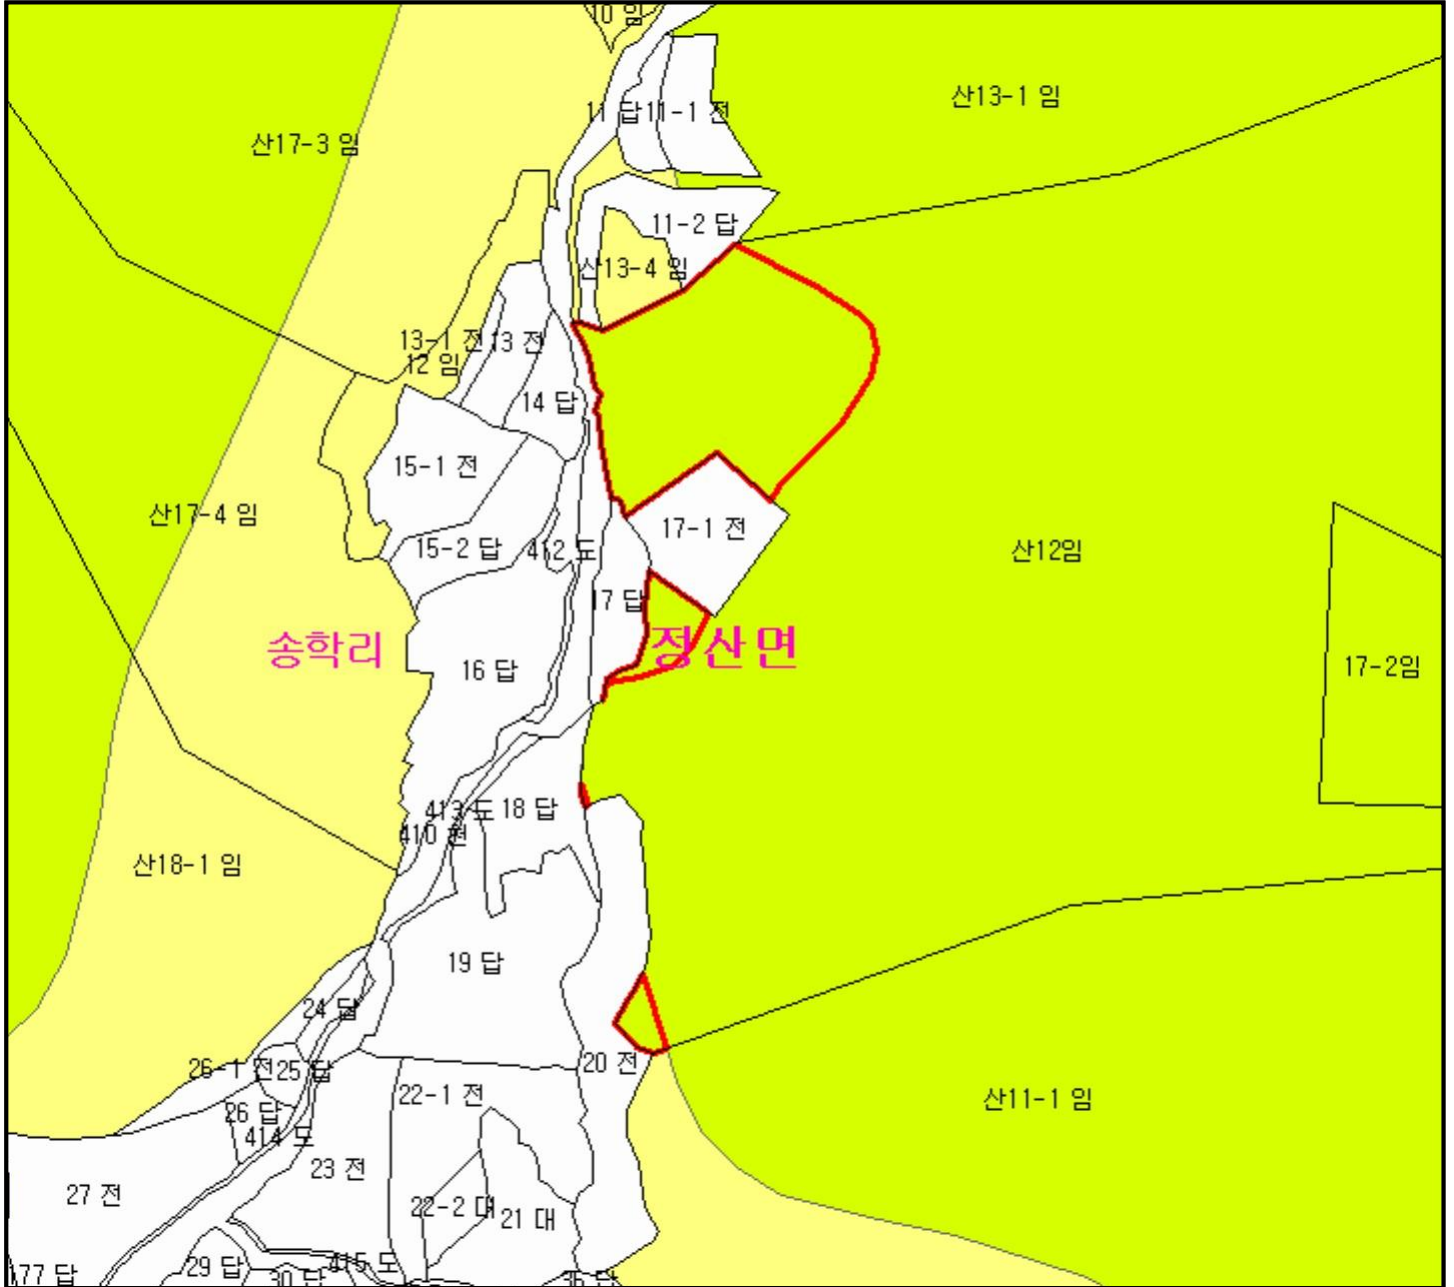 10 임
산13-1 임
11 답
11-1 전
산17-3 임
11-2 답
산13-4 임
13-1 전
13 전
12 임
14 답
15-1 전
산17-4 임
17-1 전
15-2 답
412 도
산12임
17 답
송학리
정산면
16 답
17-2임
413 도
18 답
410 천
산18-1 임
19 답
24 답
26-1 전
25 답
20 전
22-1 전
산11-1 임
26 답
414 도
23 전
27 전
22-2 대
21 대
29 답
415 도
77 답
30 답